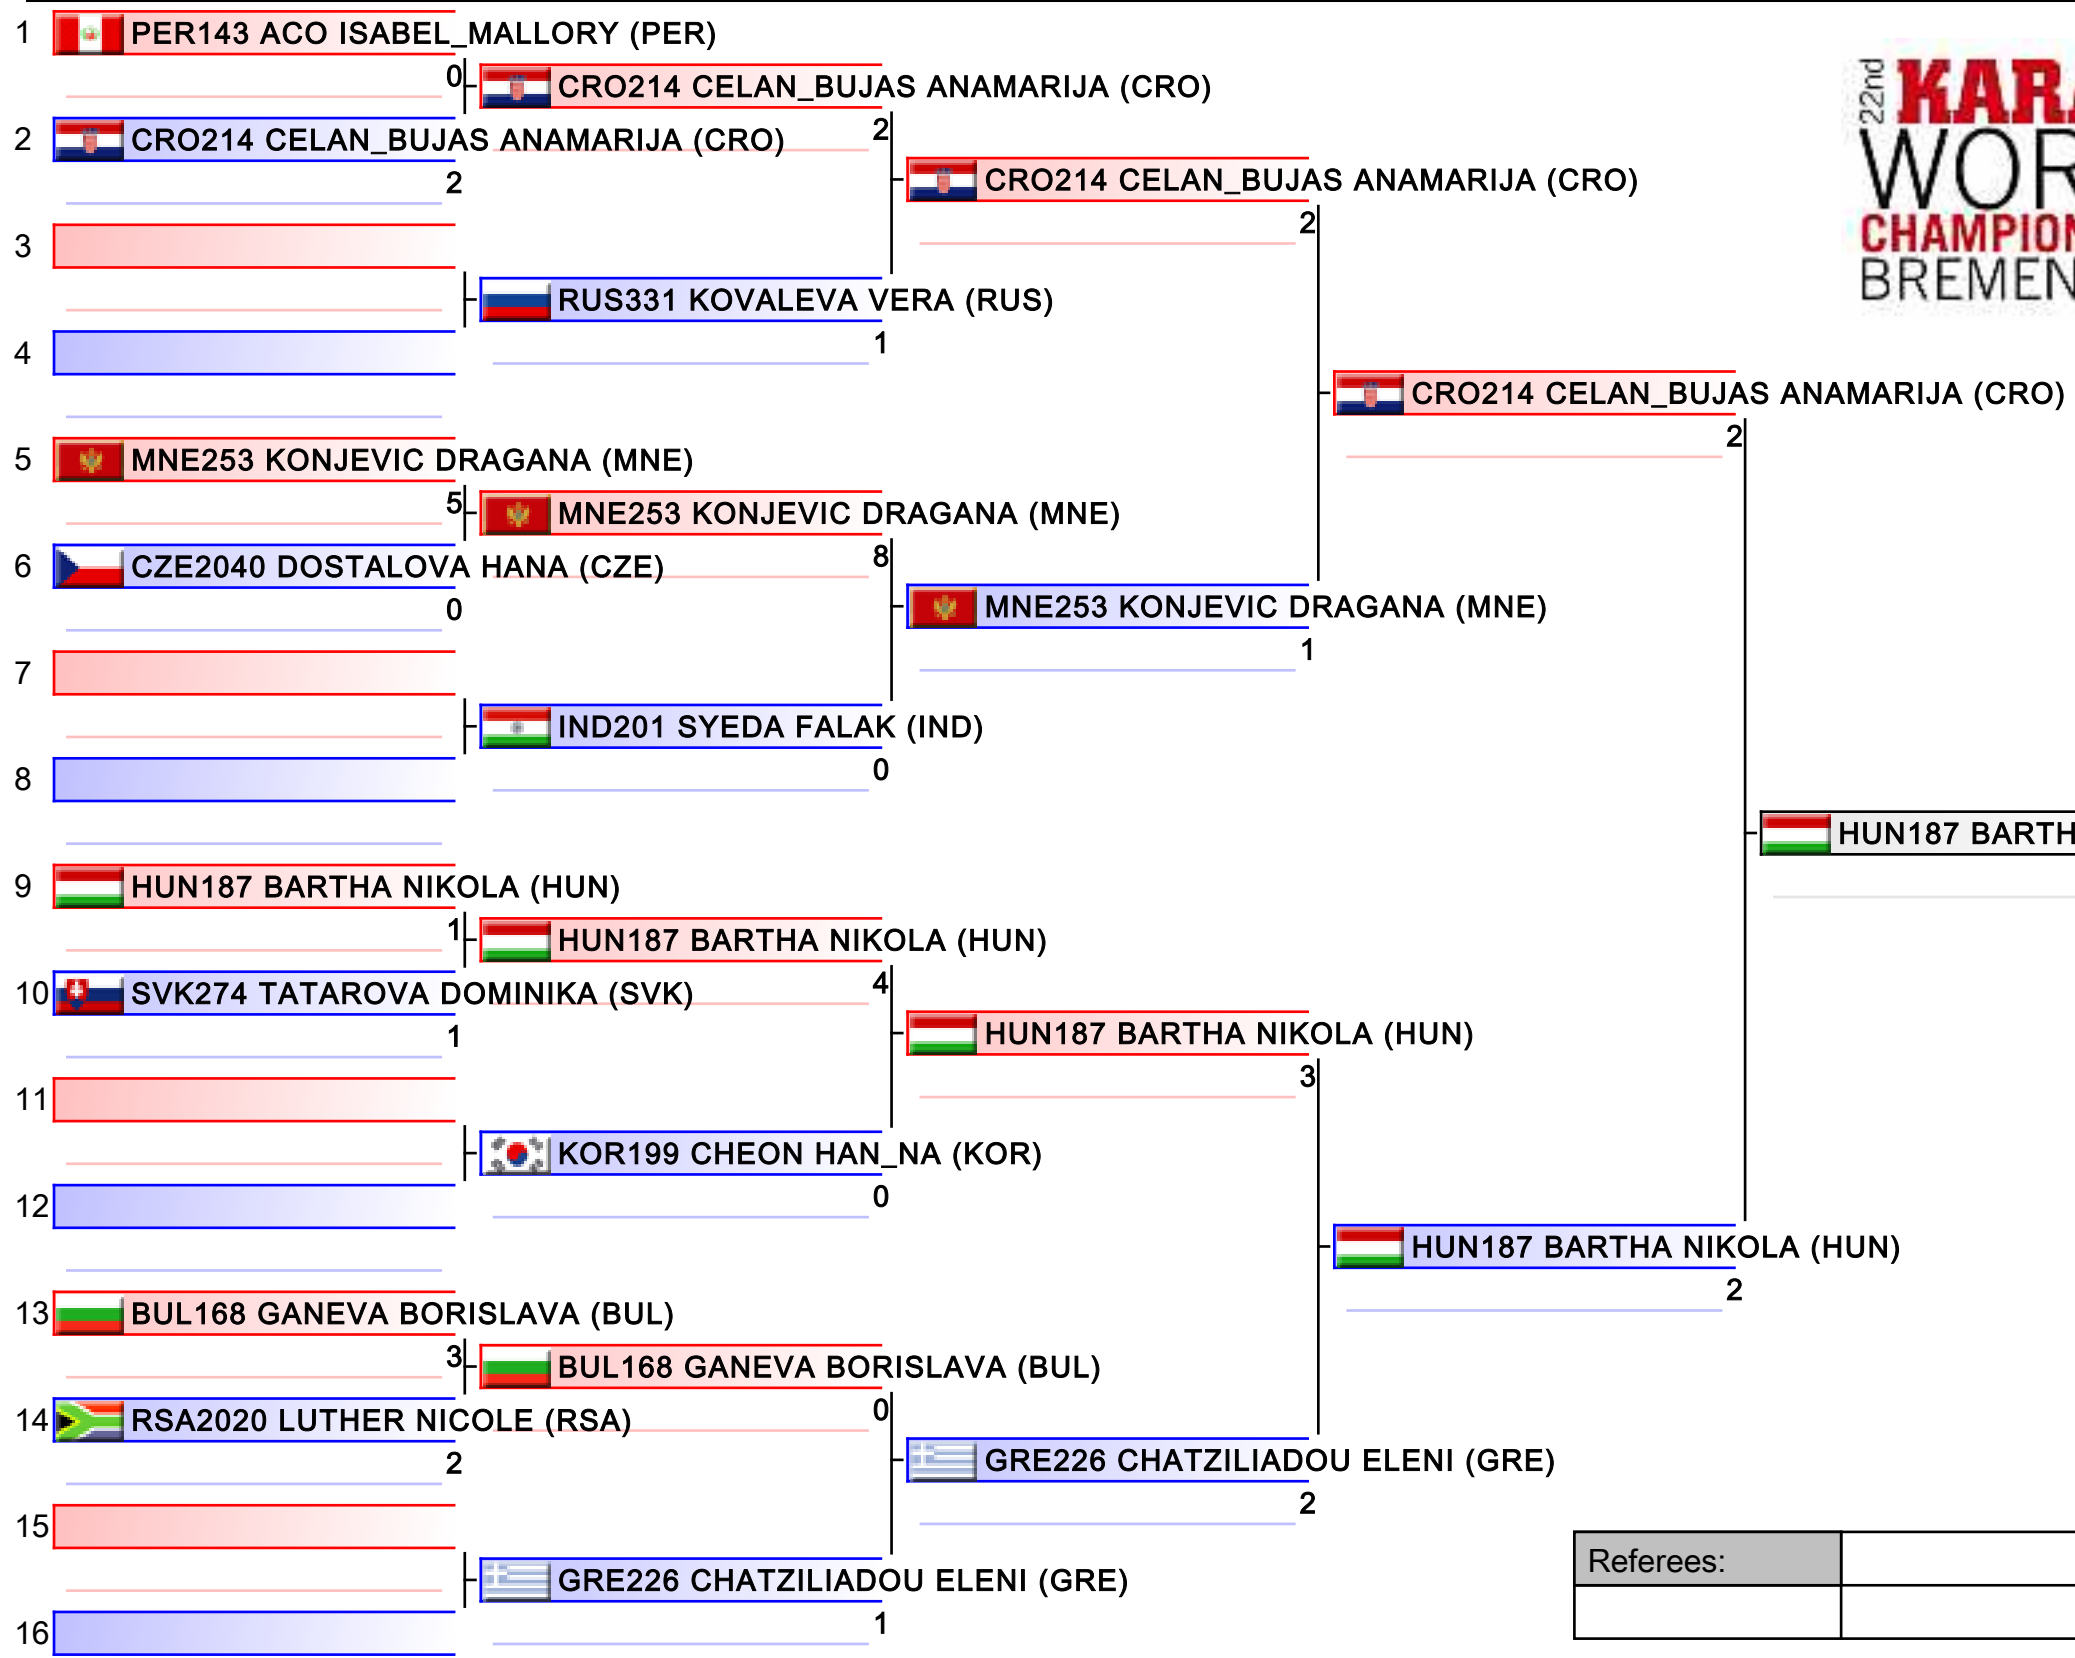 1 PER143 ACO ISABEL_MALLORY (PER)
0
CRO214 CELAN_BUJAS ANAMARIJA (CRO)
2
2 CRO214 CELAN_BUJAS ANAMARIJA (CRO)
2
CRO214 CELAN_BUJAS ANAMARIJA (CRO)
2
3
RUS331 KOVALEVA VERA (RUS)
1
4
CRO214 CELAN_BUJAS ANAMARIJA (CRO)
2
5 MNE253 KONJEVIC DRAGANA (MNE)
5
MNE253 KONJEVIC DRAGANA (MNE)
8
6 CZE2040 DOSTALOVA HANA (CZE)
0
MNE253 KONJEVIC DRAGANA (MNE)
1
7
IND201 SYEDA FALAK (IND)
0
8
HUN187 BARTH
9 HUN187 BARTHA NIKOLA (HUN)
1
HUN187 BARTHA NIKOLA (HUN)
4
10 SVK274 TATAROVA DOMINIKA (SVK)
1
HUN187 BARTHA NIKOLA (HUN)
3
11
KOR199 CHEON HAN_NA (KOR)
0
12
HUN187 BARTHA NIKOLA (HUN)
2
13 BUL168 GANEVA BORISLAVA (BUL)
3
BUL168 GANEVA BORISLAVA (BUL)
0
14 RSA2020 LUTHER NICOLE (RSA)
2
GRE226 CHATZILIADOU ELENI (GRE)
2
15
GRE226 CHATZILIADOU ELENI (GRE)
1
16
22nd
KARA
WOR
CHAMPION
BREMEN
Referees: